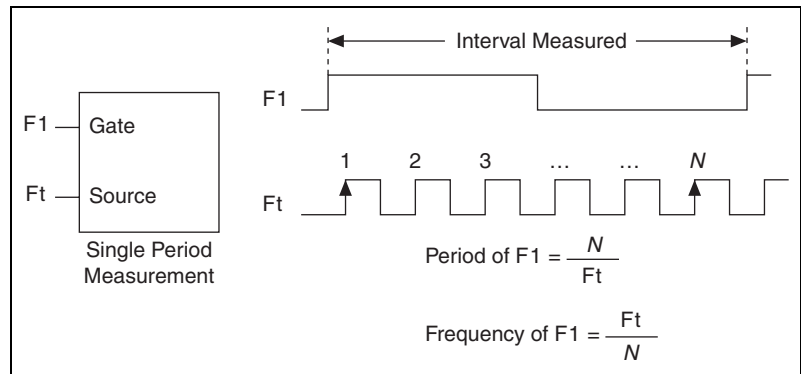 Interval Measured
F1
F1 Gate
1 2 3 … … N
Ft Source
Ft
Single Period
Measurement
Period of F1 = N
Ft
Frequency of F1 = Ft
N